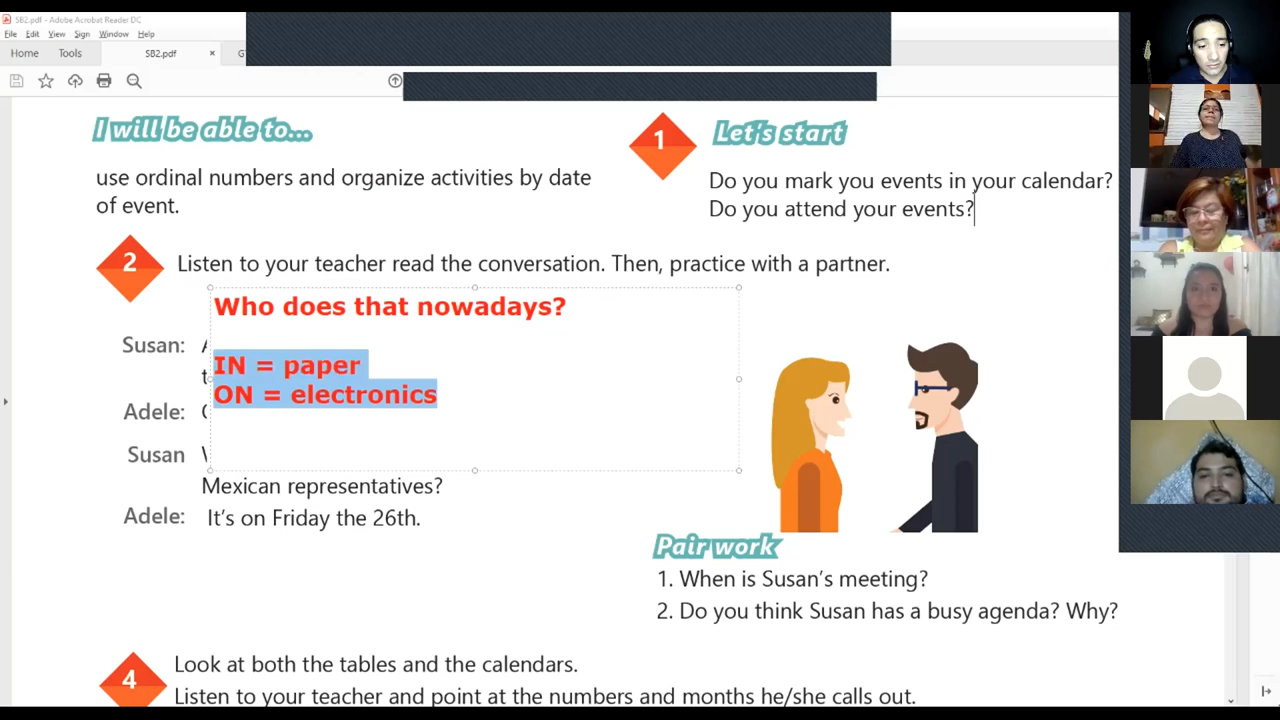 SB2.pdf - Adobe Acrobat Reader DC
File Edit View Sign Window Help
Home Tools SB2.pdf ×
I will be able to...
use ordinal numbers and organize activities by date
of event.
1 Let's start
Do you mark you events in your calendar?
Do you attend your events?
2 Listen to your teacher read the conversation. Then, practice with a partner.
Who does that nowadays?
IN = paper
ON = electronics
Susan:
Adele:
Susan
Mexican representatives?
Adele: It's on Friday the 26th.
Pair work
1. When is Susan's meeting?
2. Do you think Susan has a busy agenda? Why?
4 Look at both the tables and the calendars.
Listen to your teacher and point at the numbers and months he/she calls out.